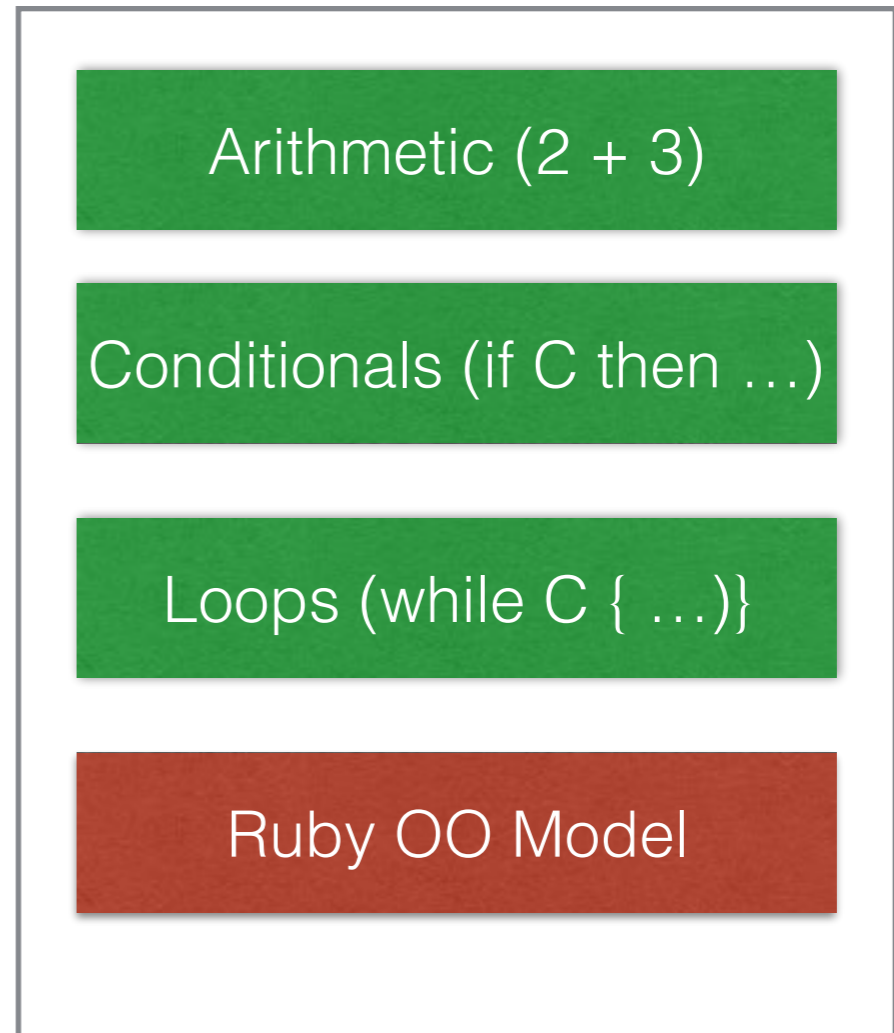 Arithmetic (2 + 3)
Conditionals (if C then …)
Loops (while C { …)}
Ruby OO Model